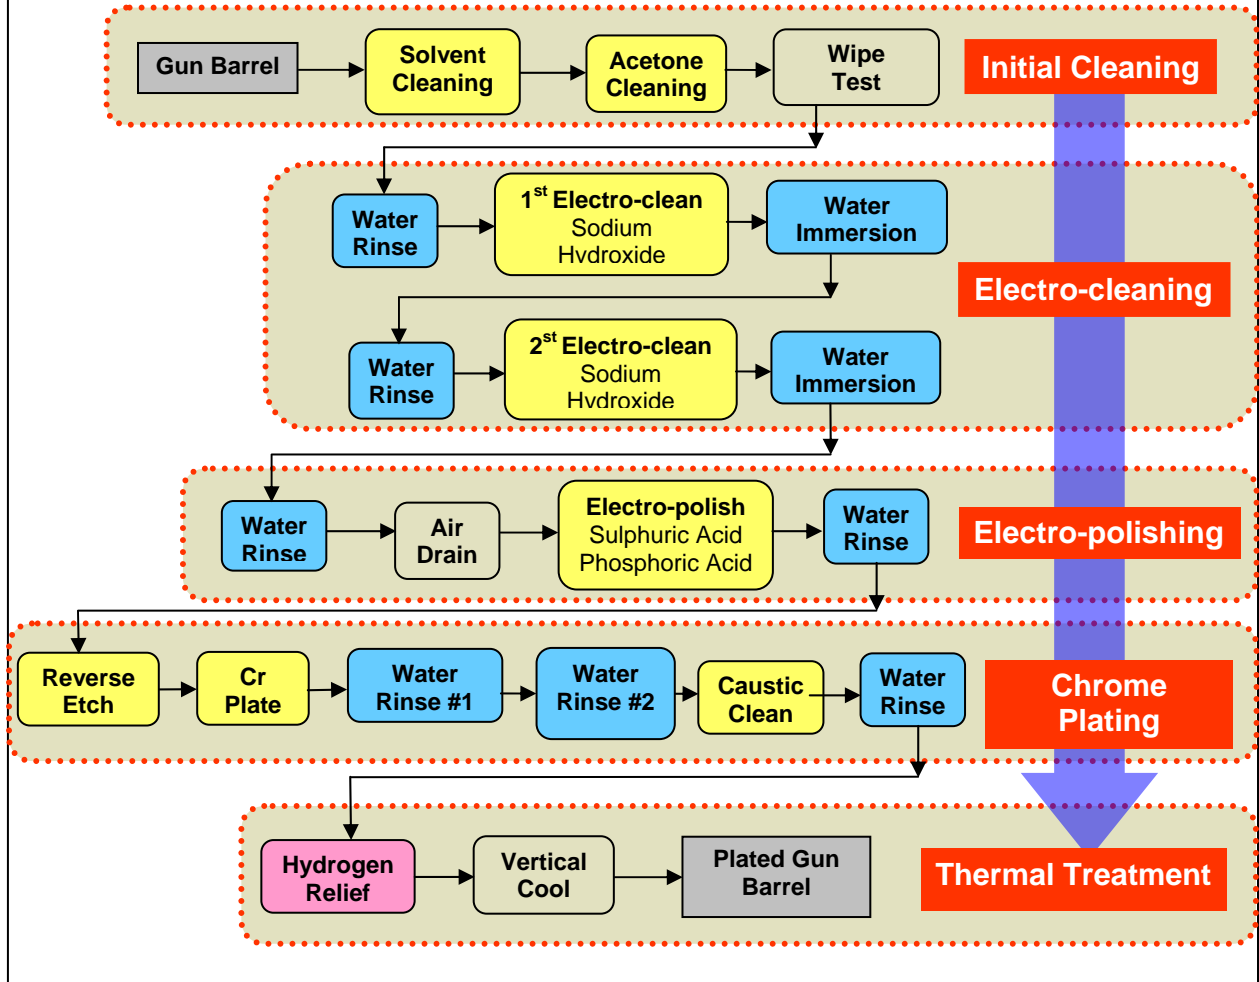 Gun Barrel
Solvent
Cleaning
Acetone
Cleaning
Wipe
Test
Initial Cleaning
Water
Rinse
1st Electro-clean
Sodium
Hydroxide
Water
Immersion
Electro-cleaning
Water
Rinse
2st Electro-clean
Sodium
Hydroxide
Water
Immersion
Water
Rinse
Air
Drain
Electro-polish
Sulphuric Acid
Phosphoric Acid
Water
Rinse
Electro-polishing
Reverse
Etch
Cr
Plate
Water
Rinse #1
Water
Rinse #2
Caustic
Clean
Water
Rinse
Chrome
Plating
Hydrogen
Relief
Vertical
Cool
Plated Gun
Barrel
Thermal Treatment